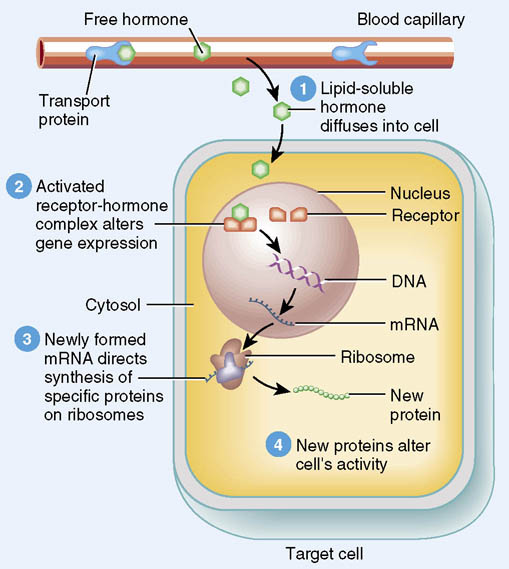 Free hormone
Blood capillary
Transport
protein
1 Lipid-soluble
hormone
diffuses into cell
2 Activated
receptor-hormone
complex alters
gene expression
Nucleus
Receptor
DNA
Cytosol
mRNA
3 Newly formed
mRNA directs
synthesis of
specific proteins
on ribosomes
Ribosome
New
protein
4 New proteins alter
cell's activity
Target cell